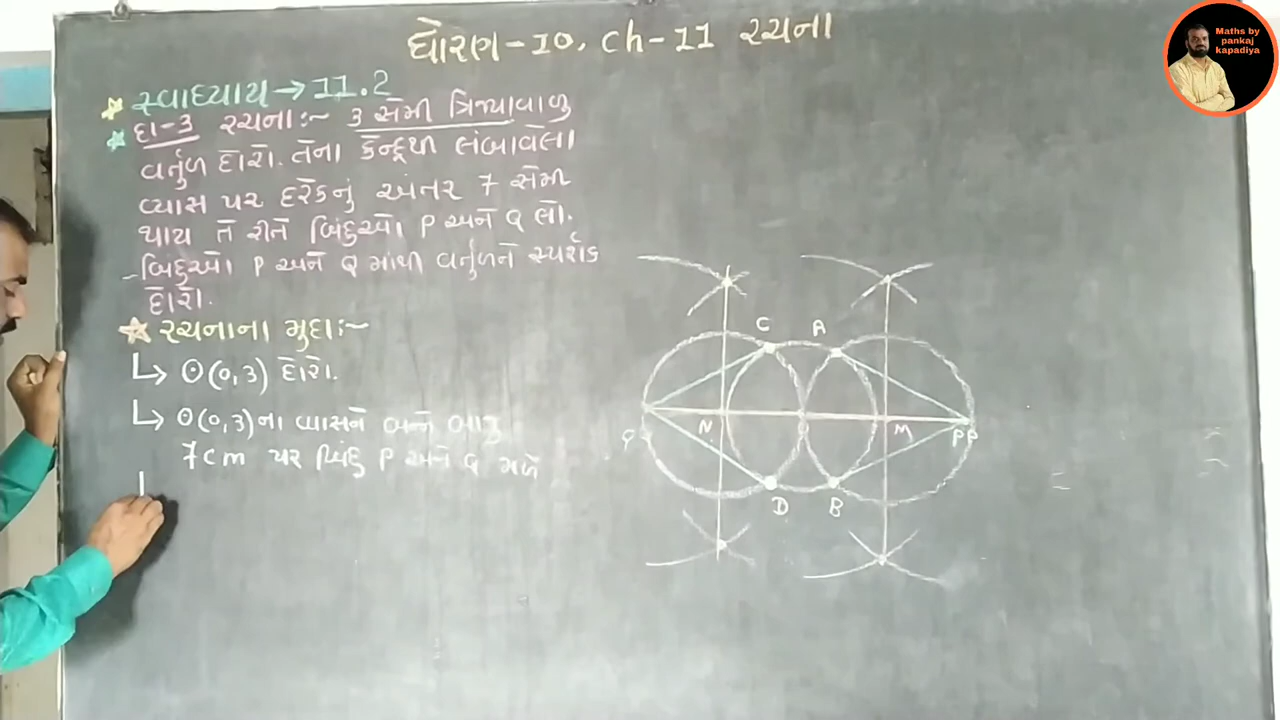 ધોરણ-10, ch-11 રચના
સ્વાધ્યાય → 11.2
દા-3 રચના:- 3 સેમી ત્રિજ્યાવાળુ
વર્તુળ દોરો. તેના કેન્દ્રથી લંબાવેલા
વ્યાસ પર દરેકનું અંતર 7 સેમી
થાય તે રીતે બિંદુઓ P અને Q લો.
બિંદુઓ P અને Q માંથી વર્તુળને સ્પર્શક
દોરો.
રચનાના મુદ્દા:-
⊙(0,3) દોરો.
⊙(0,3)ના વ્યાસને બન્ને બાજુ
7cm પર બિંદુ P અને Q મળે
C A
N M
Q PP
D B
Maths by
pankaj
kapadiya